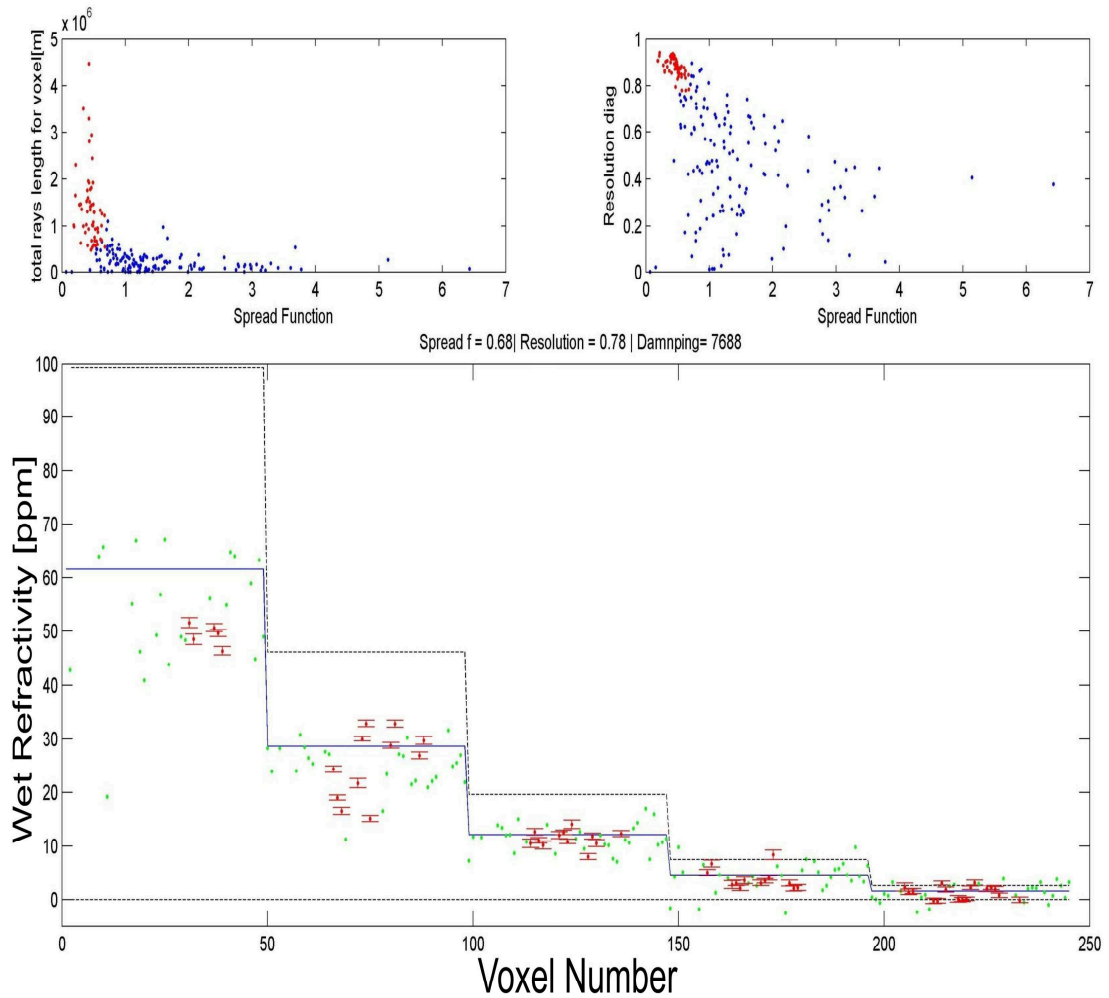 x 10⁶
total rays length for voxel[m]
5
4
3
2
1
0
0 1 2 3 4 5 6 7
Spread Function
Resolution diag
1
0.8
0.6
0.4
0.2
0
0 1 2 3 4 5 6 7
Spread Function
Spread f = 0.68| Resolution = 0.78 | Damnping= 7688
Wet Refractivity [ppm]
100
90
80
70
60
50
40
30
20
10
0
0 50 100 150 200 250
Voxel Number